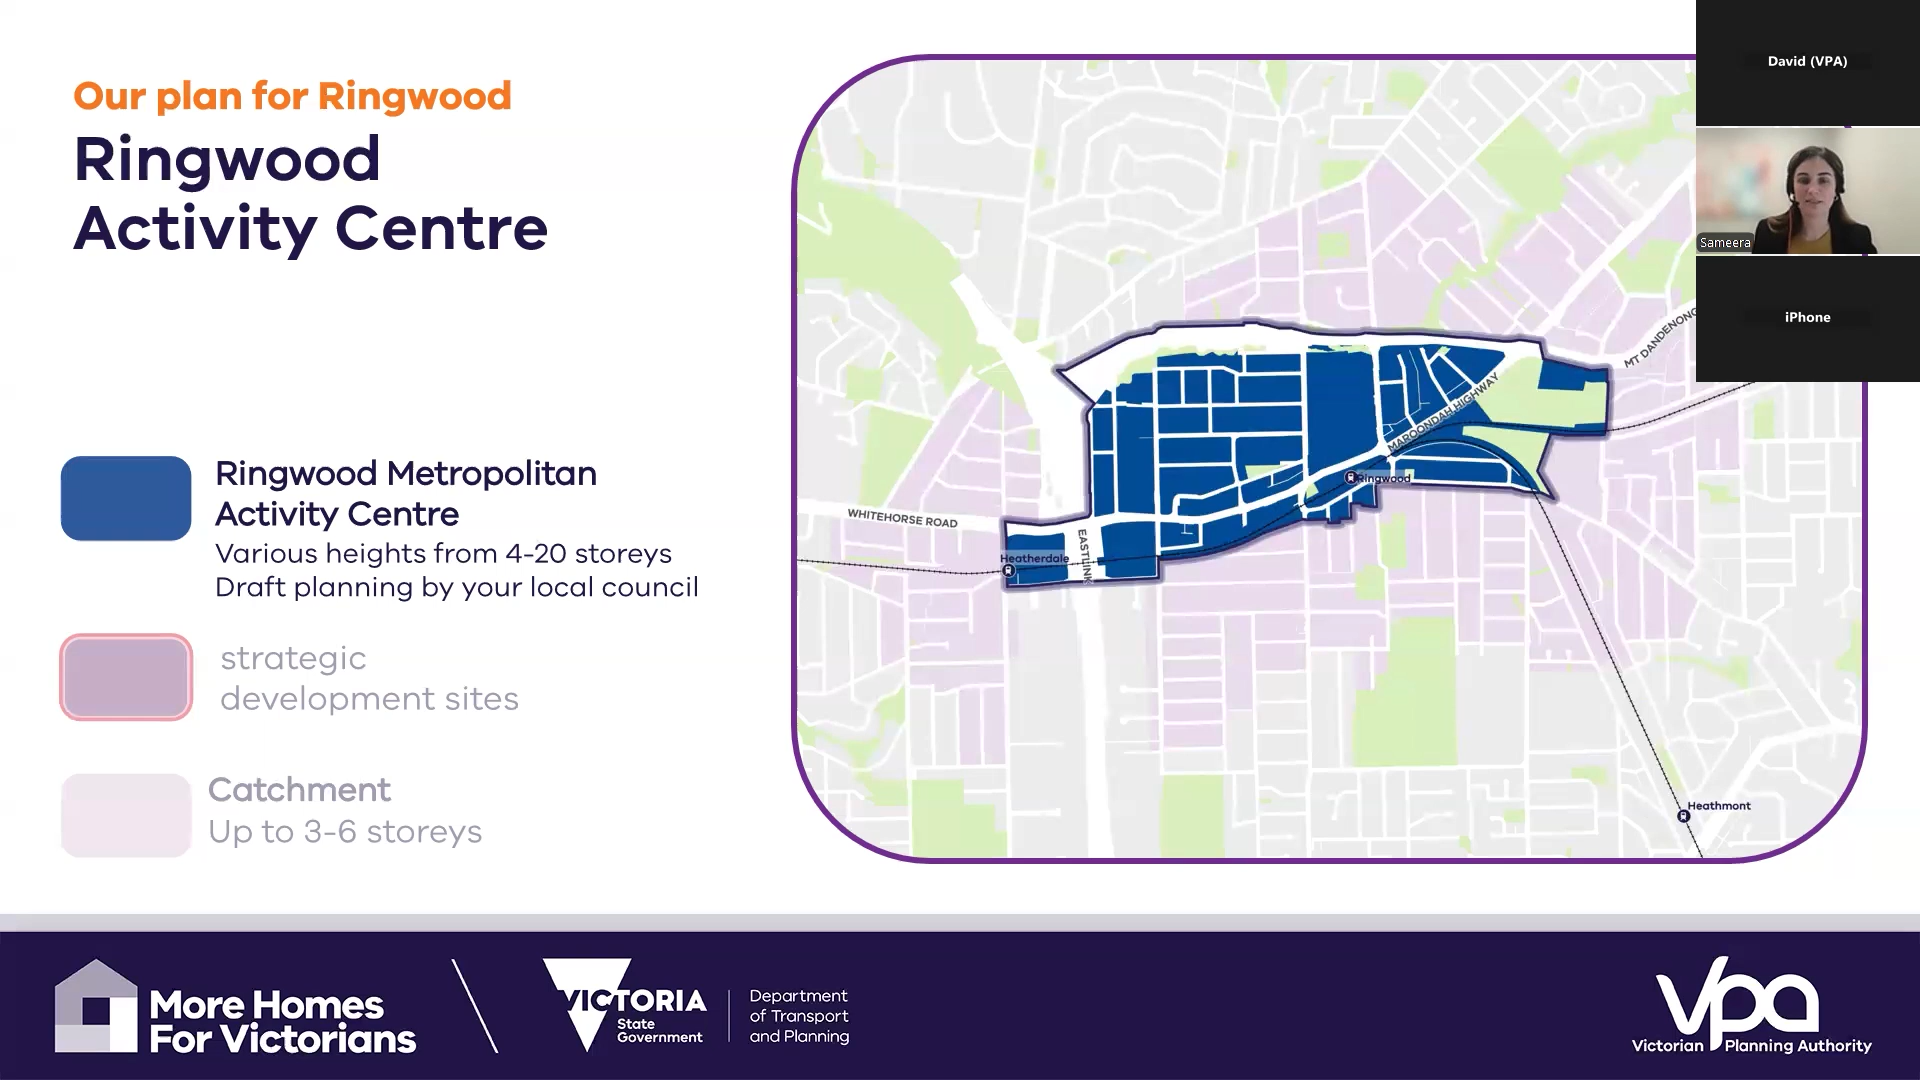 Our plan for Ringwood
Ringwood
Activity Centre
Ringwood Metropolitan
Activity Centre
Various heights from 4-20 storeys
Draft planning by your local council
strategic
development sites
Catchment
Up to 3-6 storeys
MT DANDENONG
MAROONDAH HIGHWAY
Ringwood
WHITEHORSE ROAD
EASTLINK
Heatherdale
Heathmont
David (VPA)
Sameera
iPhone
More Homes
For Victorians
VICTORIA
State
Government
Department
of Transport
and Planning
vpa
Victorian Planning Authority